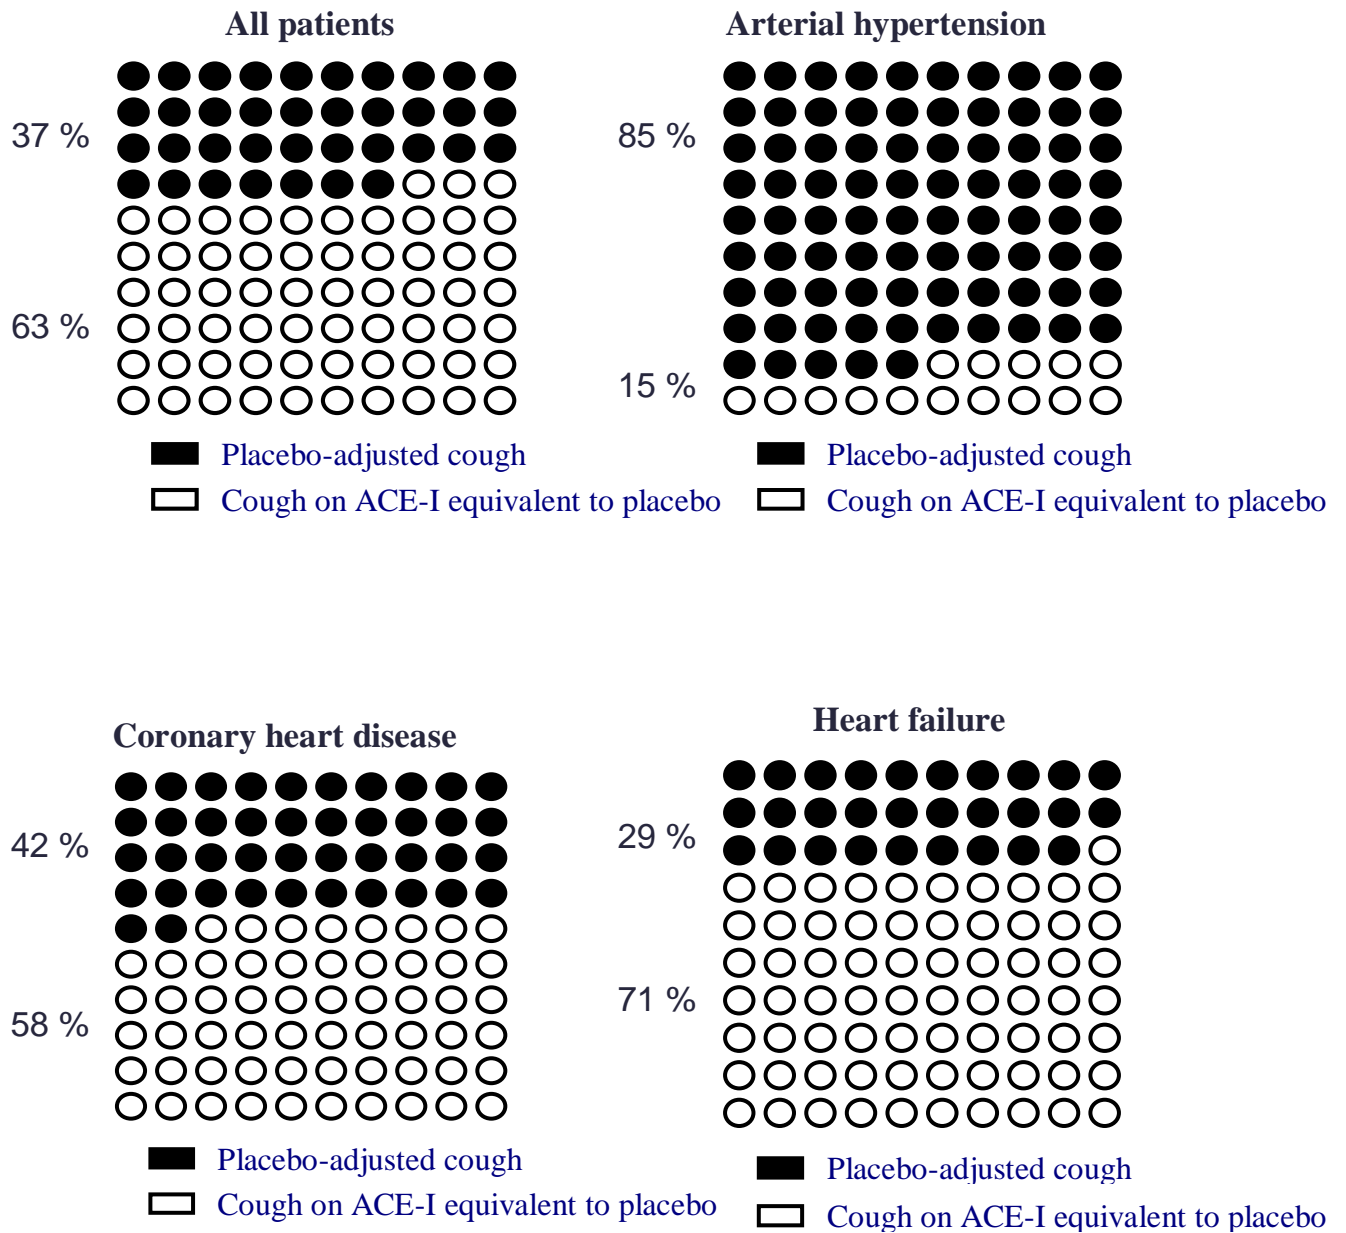 All patients
37 %
63 %
Placebo-adjusted cough
Cough on ACE-I equivalent to placebo
Arterial hypertension
85 %
15 %
Placebo-adjusted cough
Cough on ACE-I equivalent to placebo
Coronary heart disease
42 %
58 %
Placebo-adjusted cough
Cough on ACE-I equivalent to placebo
Heart failure
29 %
71 %
Placebo-adjusted cough
Cough on ACE-I equivalent to placebo